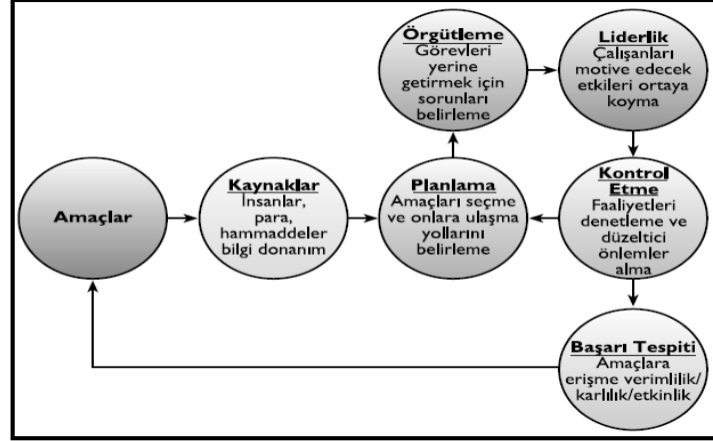 Örgütleme
Görevleri
yerine
getirmek için
sorunları
belirleme
Liderlik
Çalışanları
motive edecek
etkileri ortaya
koyma
Amaçlar
Kaynaklar
İnsanlar,
para,
hammaddeler
bilgi donanım
Planlama
Amaçları seçme
ve onlara ulaşma
yollarını
belirleme
Kontrol
Etme
Faaliyetleri
denetleme ve
düzeltici
önlemler
alma
Başarı Tespiti
Amaçlara
erişme verimlilik/
karlılık/etkinlik